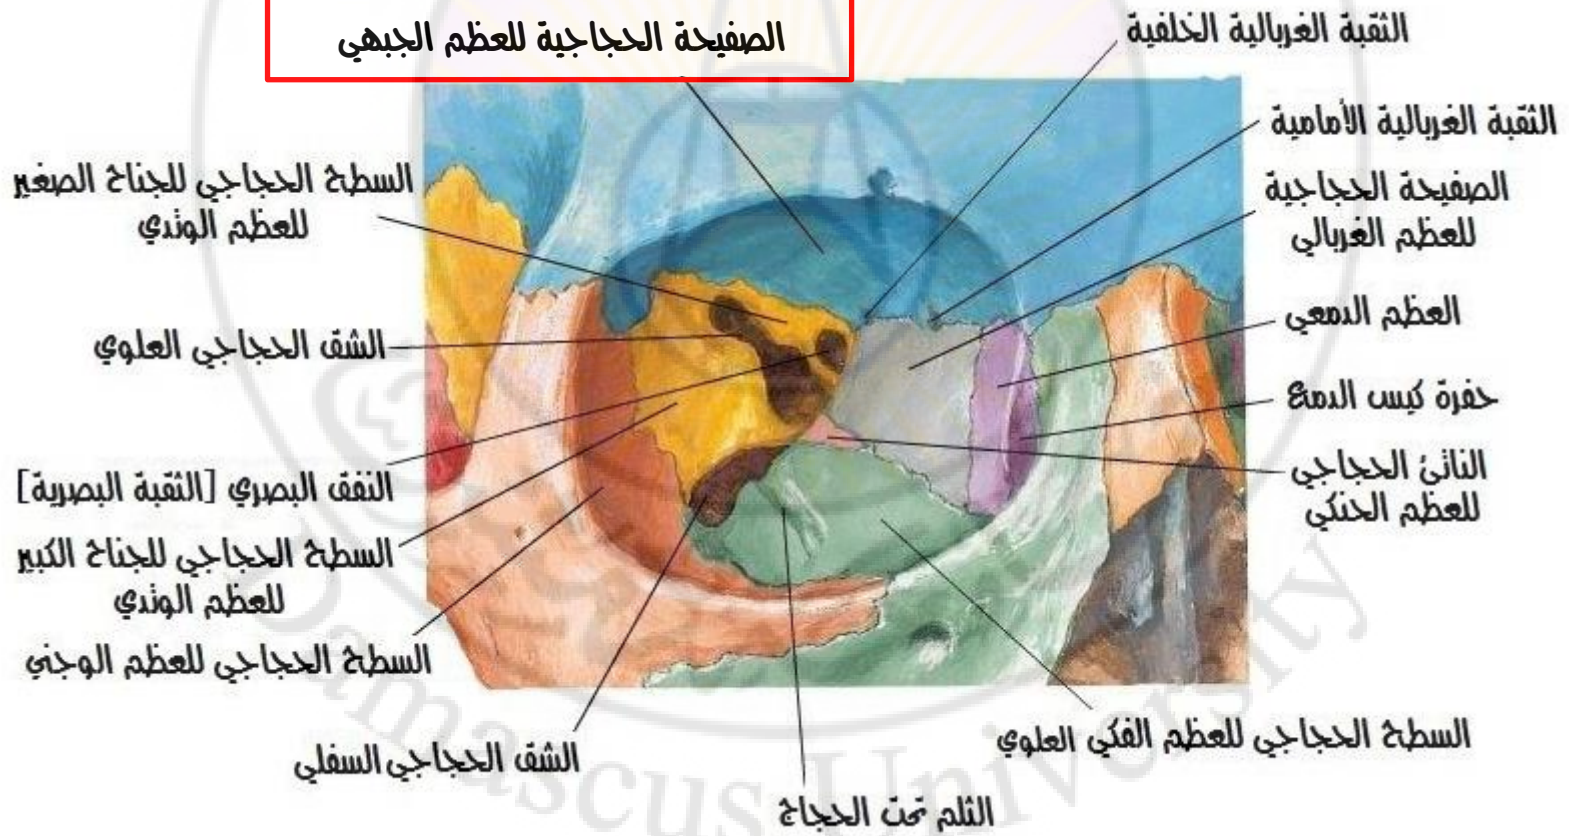 الصفيحة الحجاجية للعظم الجبهي
الثقبة الغربالية الخلفية
الثقبة الغربالية الأمامية
الصفيحة الحجاجية
للعظم الغربالي
العظم الدمعي
حفرة كيس الدمع
الناتئ الحجاجي
للعظم الحنكي
السطح الحجاجي للعظم الفكي العلوي
الثلم تحت الحجاج
الشق الحجاجي السفلي
السطح الحجاجي للجناح الصغير
للعظم الوتدي
الشق الحجاجي العلوي
النفق البصري [الثقبة البصرية]
السطح الحجاجي للجناح الكبير
للعظم الوتدي
السطح الحجاجي للعظم الوجني
Damascus University